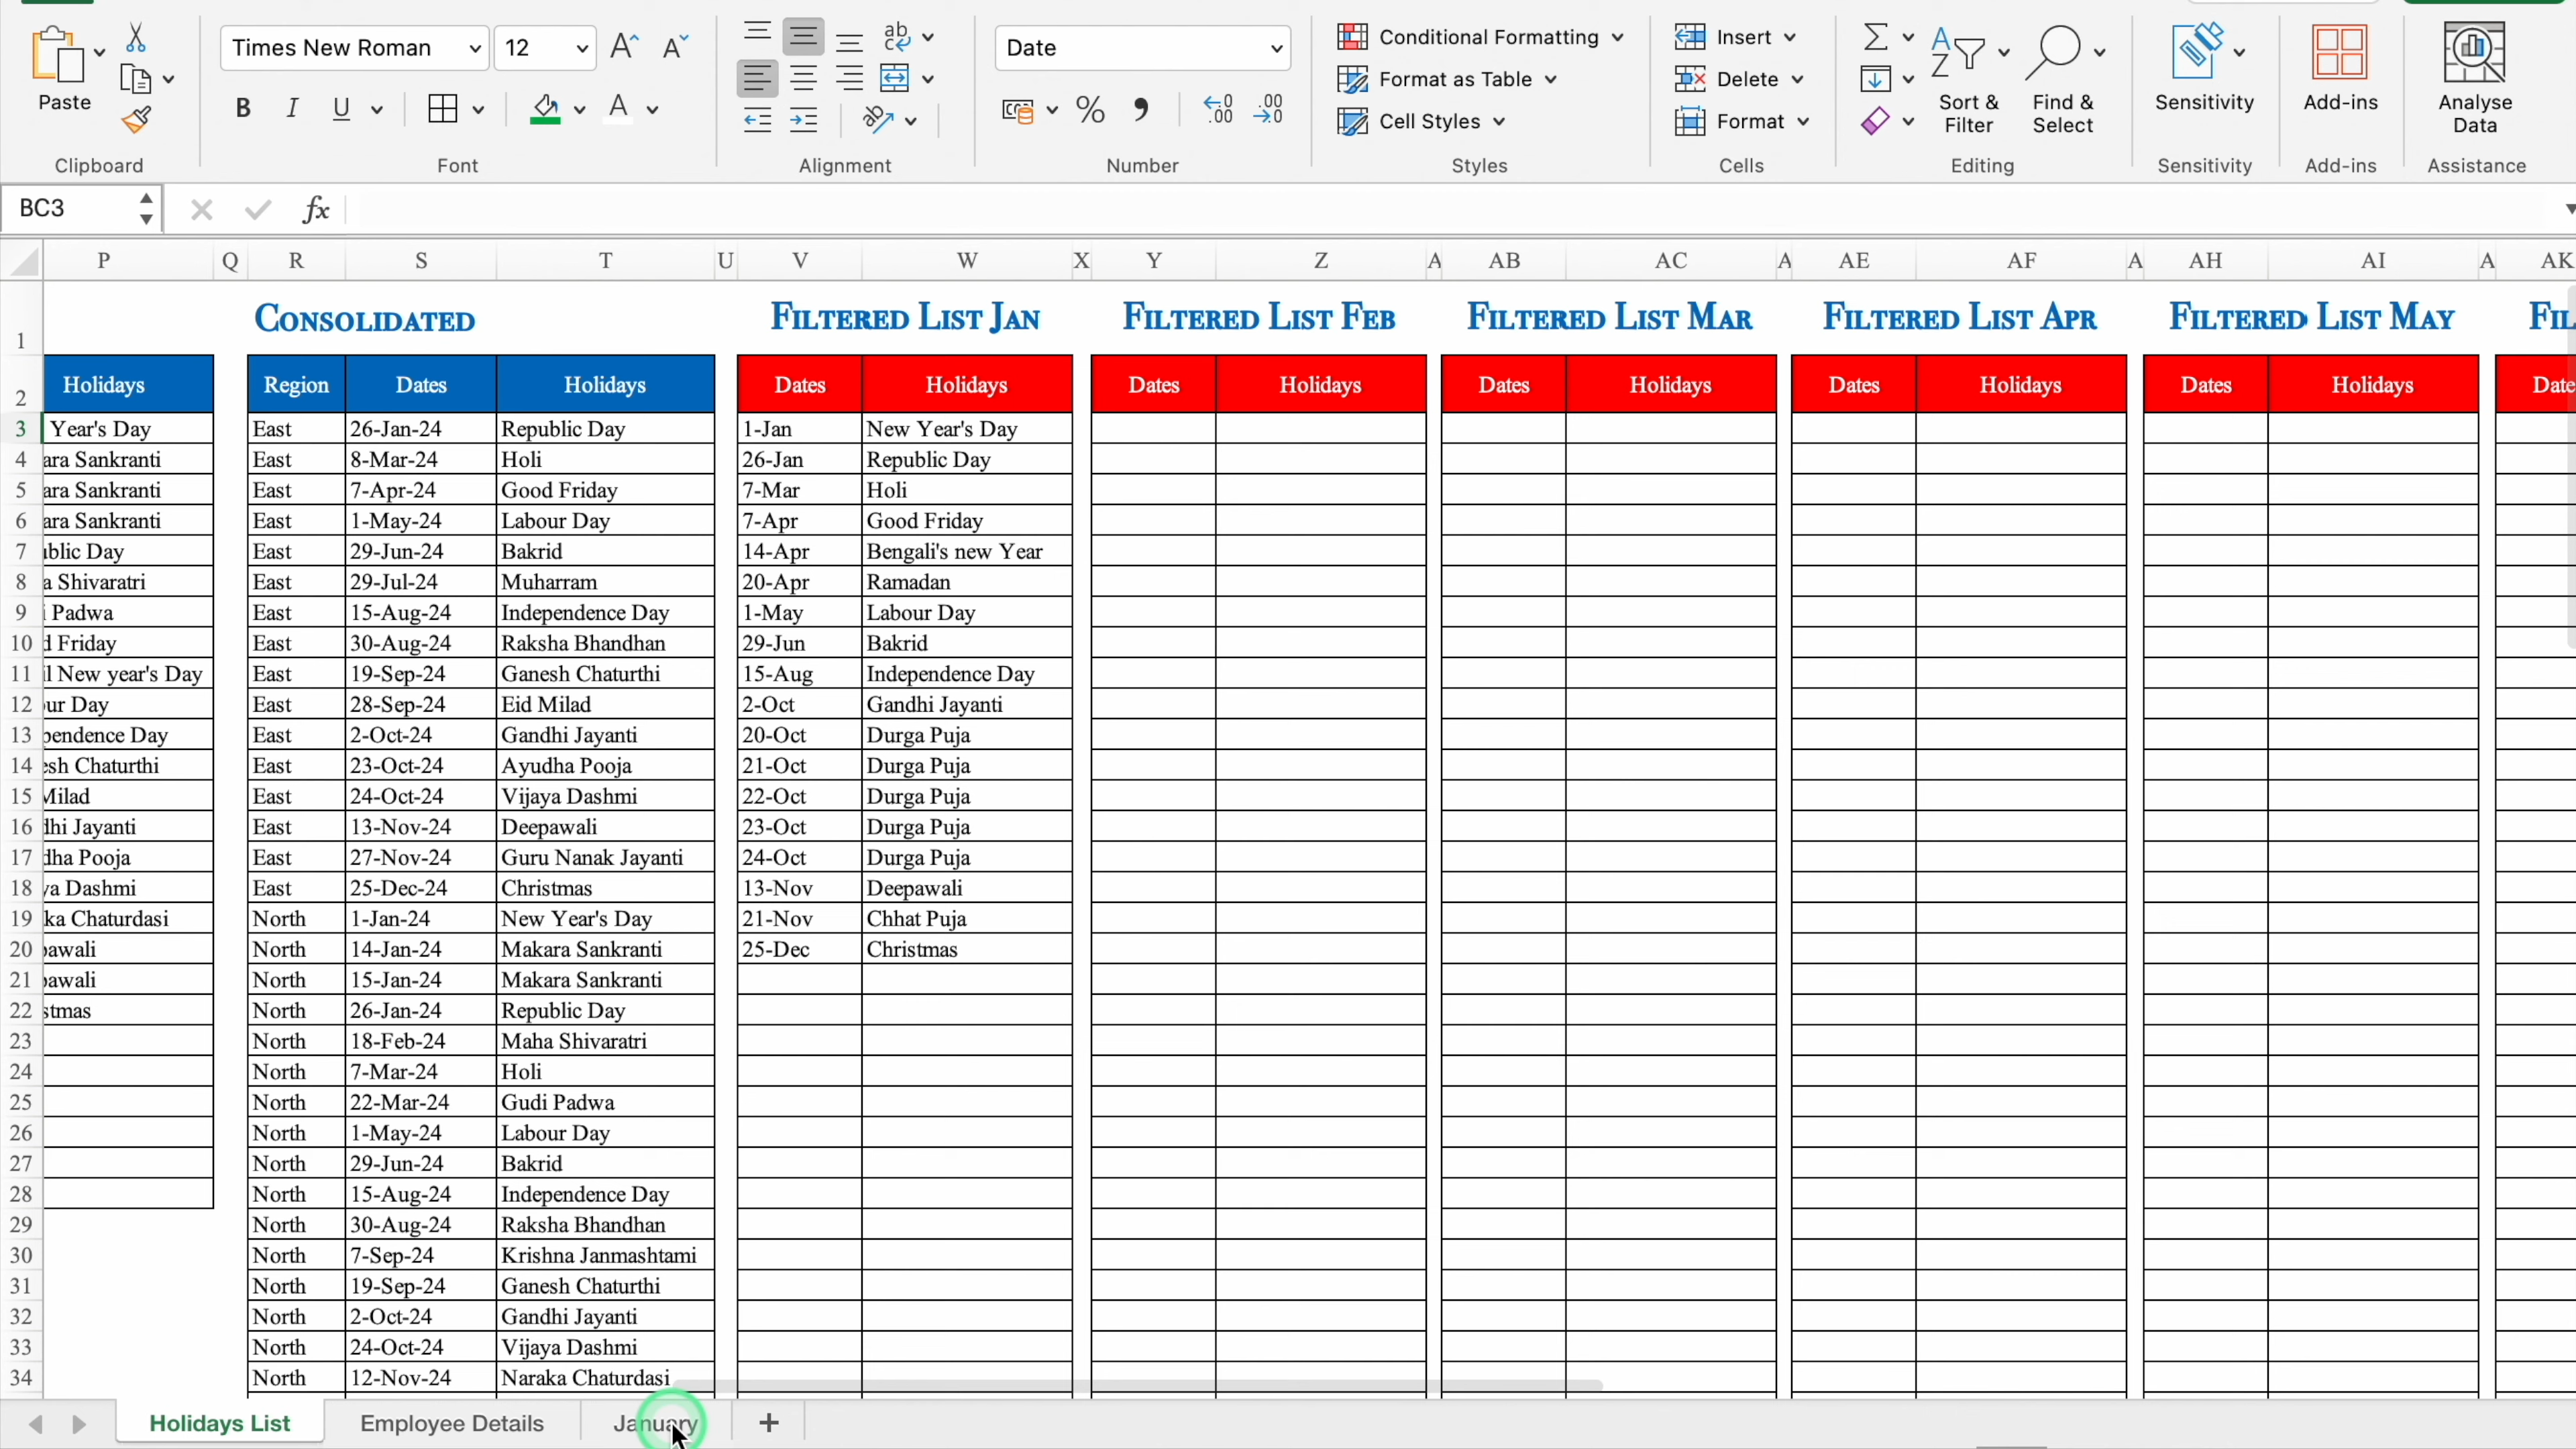 Times New Roman 12 Date Conditional Formatting Insert
Format as Table Delete
Cell Styles Format
Paste Sort & Filter Find & Select Sensitivity Add-ins Analyse Data
Clipboard Font Alignment Number Styles Cells Editing Sensitivity Add-ins Assistance
BC3 fx
P Q R S T U V W X Y Z A AB AC A AE AF A AH AI A AK
1 Consolidated Filtered List Jan Filtered List Feb Filtered List Mar Filtered List Apr Filtered List May Fil
2 Holidays Region Dates Holidays Dates Holidays Dates Holidays Dates Holidays Dates Holidays Dates Holidays Date
3 Year's Day East 26-Jan-24 Republic Day 1-Jan New Year's Day
4 ara Sankranti East 8-Mar-24 Holi 26-Jan Republic Day
5 ara Sankranti East 7-Apr-24 Good Friday 7-Mar Holi
6 ara Sankranti East 1-May-24 Labour Day 7-Apr Good Friday
7 blic Day East 29-Jun-24 Bakrid 14-Apr Bengali's new Year
8 a Shivaratri East 29-Jul-24 Muharram 20-Apr Ramadan
9 i Padwa East 15-Aug-24 Independence Day 1-May Labour Day
10 d Friday East 30-Aug-24 Raksha Bhandhan 29-Jun Bakrid
11 il New year's Day East 19-Sep-24 Ganesh Chaturthi 15-Aug Independence Day
12 ur Day East 28-Sep-24 Eid Milad 2-Oct Gandhi Jayanti
13 pendence Day East 2-Oct-24 Gandhi Jayanti 20-Oct Durga Puja
14 esh Chaturthi East 23-Oct-24 Ayudha Pooja 21-Oct Durga Puja
15 Milad East 24-Oct-24 Vijaya Dashmi 22-Oct Durga Puja
16 dhi Jayanti East 13-Nov-24 Deepawali 23-Oct Durga Puja
17 dha Pooja East 27-Nov-24 Guru Nanak Jayanti 24-Oct Durga Puja
18 ya Dashmi East 25-Dec-24 Christmas 13-Nov Deepawali
19 ka Chaturdasi North 1-Jan-24 New Year's Day 21-Nov Chhat Puja
20 pawali North 14-Jan-24 Makara Sankranti 25-Dec Christmas
21 pawali North 15-Jan-24 Makara Sankranti
22 stmas North 26-Jan-24 Republic Day
23 North 18-Feb-24 Maha Shivaratri
24 North 7-Mar-24 Holi
25 North 22-Mar-24 Gudi Padwa
26 North 1-May-24 Labour Day
27 North 29-Jun-24 Bakrid
28 North 15-Aug-24 Independence Day
29 North 30-Aug-24 Raksha Bhandhan
30 North 7-Sep-24 Krishna Janmashtami
31 North 19-Sep-24 Ganesh Chaturthi
32 North 2-Oct-24 Gandhi Jayanti
33 North 24-Oct-24 Vijaya Dashmi
34 North 12-Nov-24 Naraka Chaturdasi
Holidays List Employee Details January +